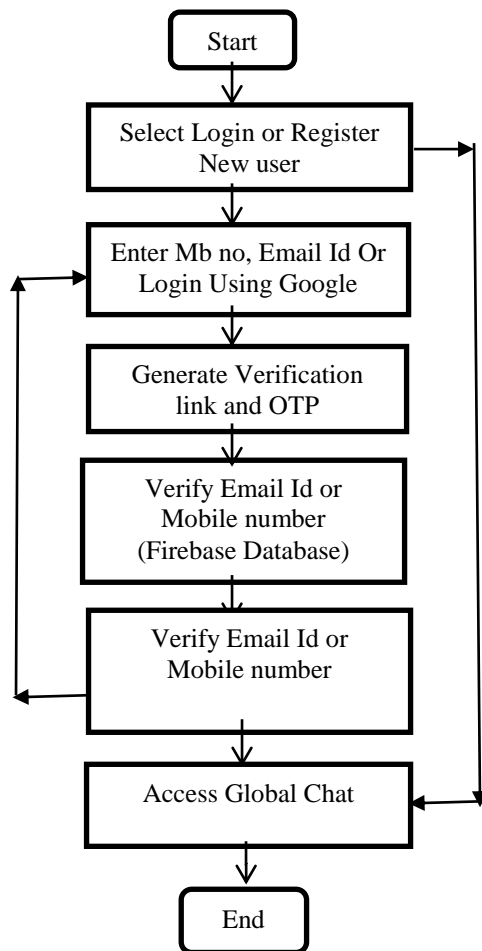 Start
Select Login or Register
New user
Enter Mb no, Email Id Or
Login Using Google
Generate Verification
link and OTP
Verify Email Id or
Mobile number
(Firebase Database)
Verify Email Id or
Mobile number
Access Global Chat
End